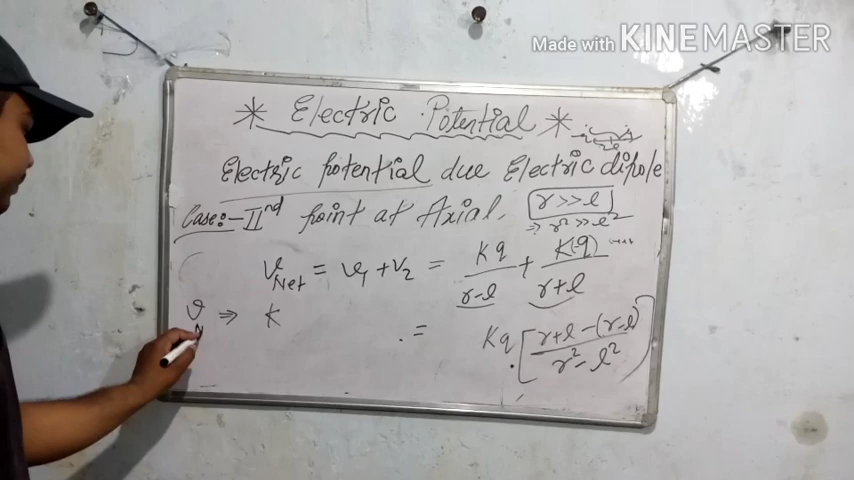 Made with KINEMASTER
* Electric Potential *
Electric potential due Electric dipole
Case:- IInd point at Axial. r >> l
⇒ r² >> l²
V Net = V₁ + V₂ = Kq / r-l + K(q) / r+l
V N ⇒ K
= Kq [ r+l - (r-l) / r² - l² ]